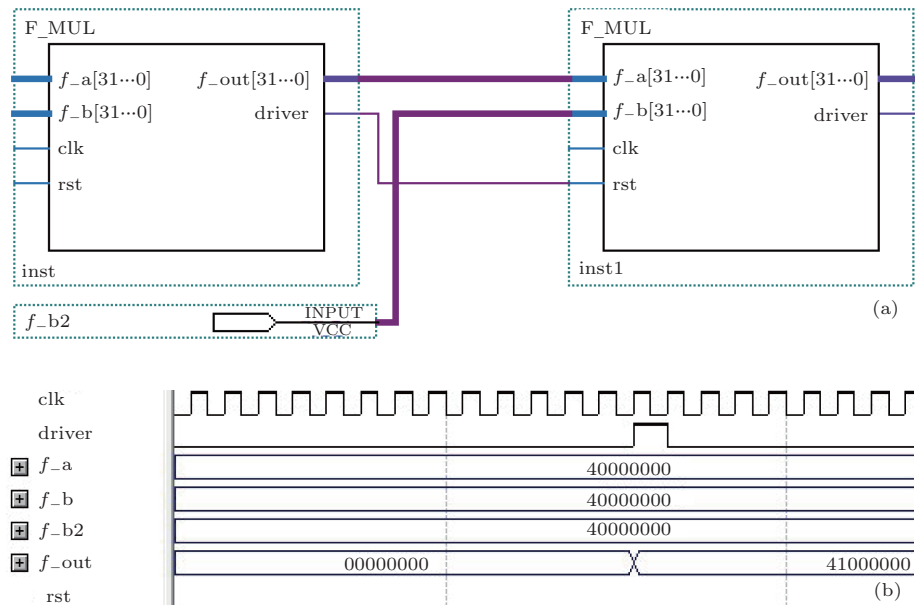 F_MUL
f_a[31···0] f_out[31···0]
f_b[31···0] driver
clk
rst
inst
F_MUL
f_a[31···0] f_out[31···0]
f_b[31···0] driver
clk
rst
inst1
f_b2 INPUT
VCC
(a)
clk
driver
f_a 40000000
f_b 40000000
f_b2 40000000
f_out 00000000 41000000
rst
(b)